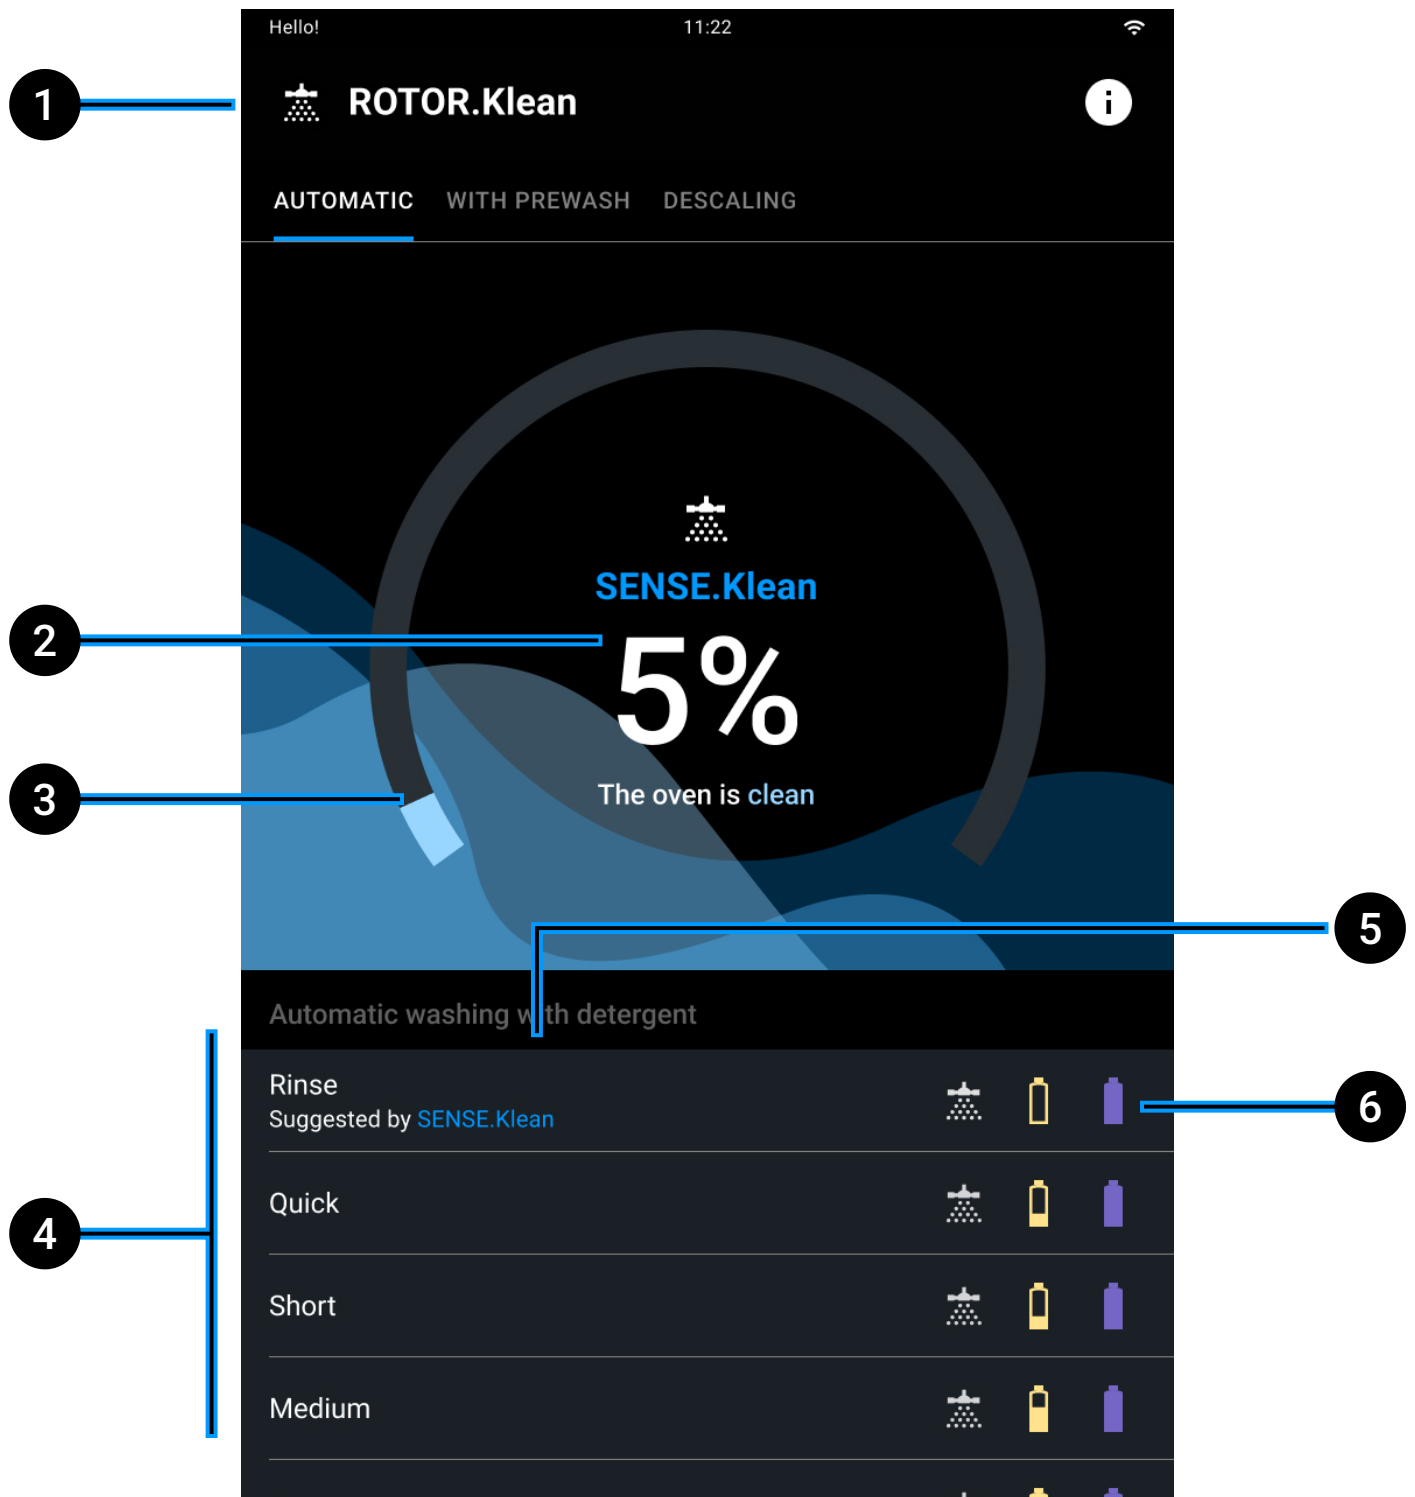 Hello! 11:22
1
ROTOR.Klean i
AUTOMATIC WITH PREWASH DESCALING
SENSE.Klean
2
5%
3
The oven is clean
5
Automatic washing with detergent
Rinse
6
Suggested by SENSE.Klean
Quick
4
Short
Medium